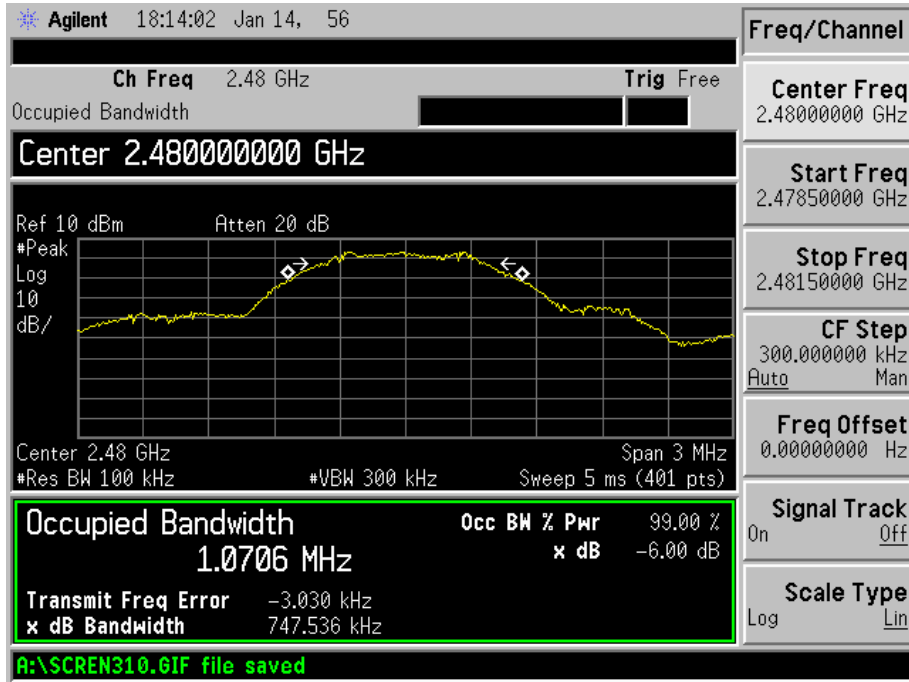 Agilent 18:14:02 Jan 14, 56
Freq/Channel
Ch Freq 2.48 GHz Trig Free
Occupied Bandwidth
Center 2.480000000 GHz
Ref 10 dBm Atten 20 dB
#Peak
Log
10
dB/
Center 2.48 GHz Span 3 MHz
#Res BW 100 kHz #VBW 300 kHz Sweep 5 ms (401 pts)
Occupied Bandwidth
1.0706 MHz
Occ BW % Pwr 99.00 %
x dB -6.00 dB
Transmit Freq Error -3.030 kHz
x dB Bandwidth 747.536 kHz
A:\SCREN310.GIF file saved
Center Freq
2.48000000 GHz
Start Freq
2.47850000 GHz
Stop Freq
2.48150000 GHz
CF Step
300.000000 kHz
Auto Man
Freq Offset
0.00000000 Hz
Signal Track
On Off
Scale Type
Log Lin